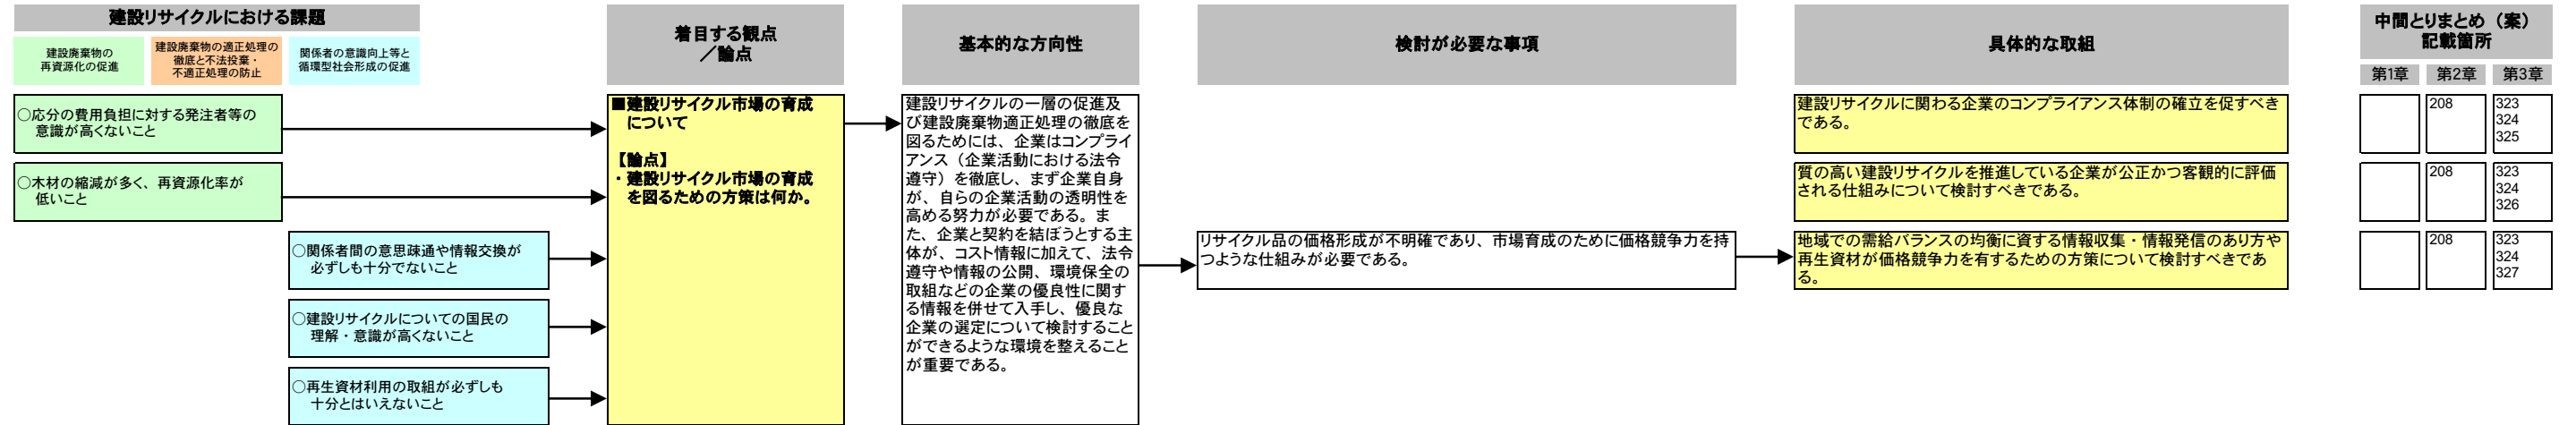 建設リサイクルにおける課題
建設廃棄物の
再資源化の促進
建設廃棄物の適正処理の
徹底と不法投棄・
不適正処理の防止
関係者の意識向上等と
循環型社会形成の促進
着目する観点
／論点
基本的な方向性
検討が必要な事項
具体的な取組
中間とりまとめ（案）
記載箇所
第1章 第2章 第3章
○応分の費用負担に対する発注者等の
意識が高くないこと
○木材の縮減が多く、再資源化率が
低いこと
○関係者間の意思疎通や情報交換が
必ずしも十分でないこと
○建設リサイクルについての国民の
理解・意識が高くないこと
○再生資材利用の取組が必ずしも
十分とはいえないこと
■建設リサイクル市場の育成
について
【論点】
・建設リサイクル市場の育成
を図るための方策は何か。
建設リサイクルの一層の促進及
び建設廃棄物適正処理の徹底を
図るためには、企業はコンプライ
アンス（企業活動における法令
遵守）を徹底し、まず企業自身
が、自らの企業活動の透明性を
高める努力が必要である。ま
た、企業と契約を結ぼうとする主
体が、コスト情報に加えて、法令
遵守や情報の公開、環境保全の
取組などの企業の優良性に関す
る情報を併せて入手し、優良な
企業の選定について検討すること
ができるような環境を整えること
が重要である。
リサイクル品の価格形成が不明確であり、市場育成のために価格競争力を持
つような仕組みが必要である。
建設リサイクルに関わる企業のコンプライアンス体制の確立を促すべき
である。
208
323
324
325
質の高い建設リサイクルを推進している企業が公正かつ客観的に評価
される仕組みについて検討すべきである。
208
323
324
326
地域での需給バランスの均衡に資する情報収集・情報発信のあり方や
再生資材が価格競争力を有するための方策について検討すべきであ
る。
208
323
324
327